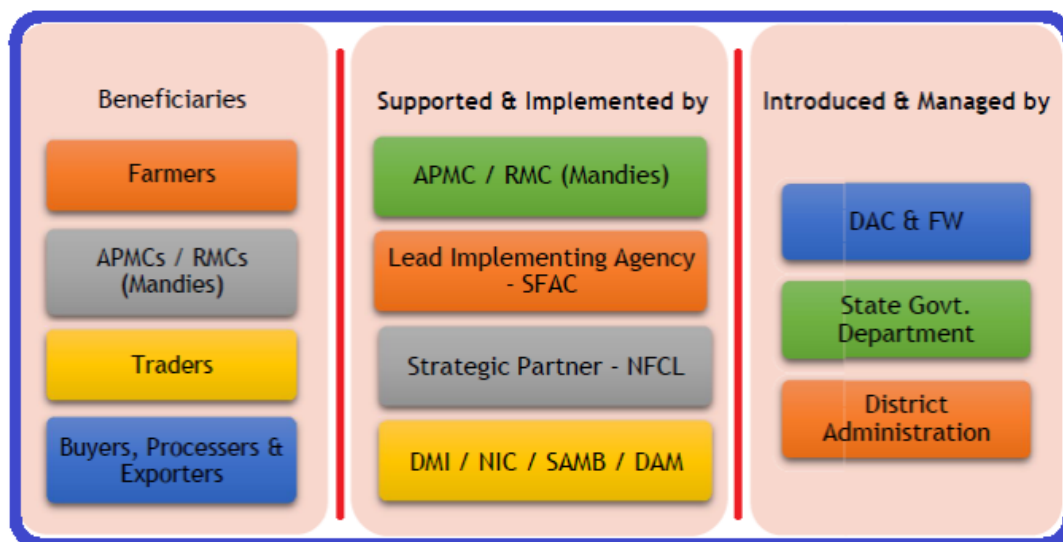 Beneficiaries
Farmers
APMCs / RMCs
(Mandies)
Traders
Buyers, Processers &
Exporters
Supported & Implemented by
APMC / RMC (Mandies)
Lead Implementing Agency
- SFAC
Strategic Partner - NFCL
DMI / NIC / SAMB / DAM
Introduced & Managed by
DAC & FW
State Govt.
Department
District
Administration